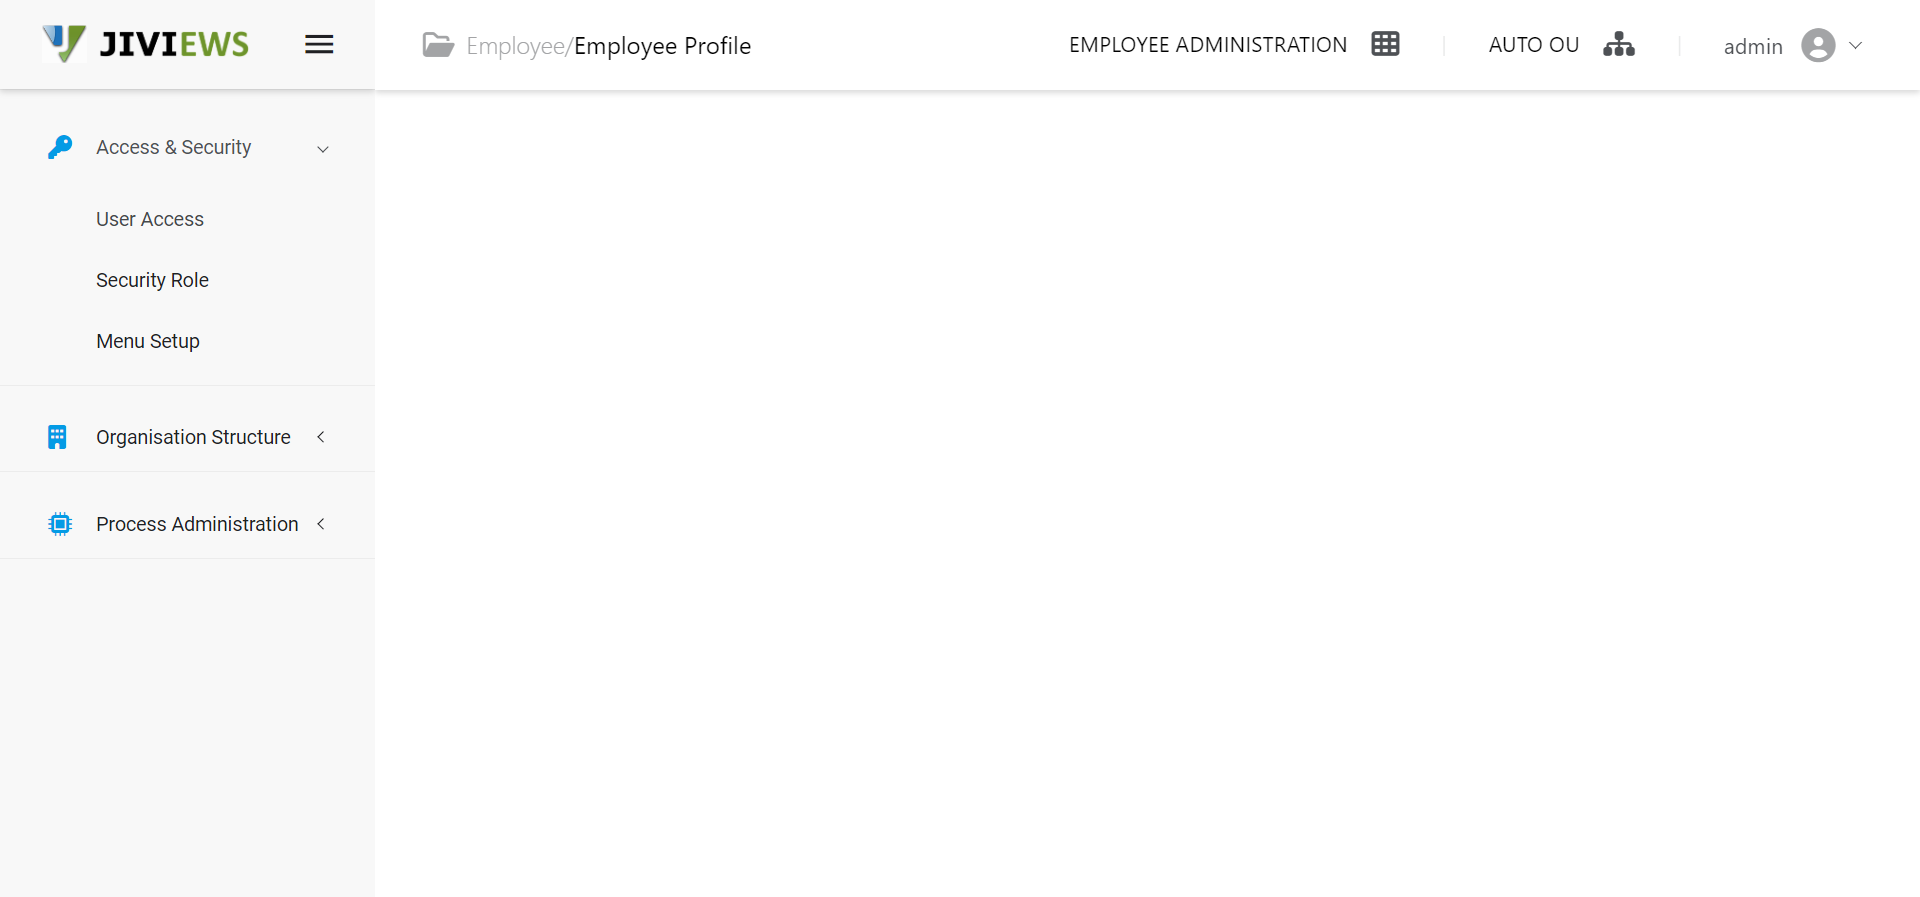 JIVIEWS
Employee/Employee Profile
EMPLOYEE ADMINISTRATION
AUTO OU
admin
Access & Security
User Access
Security Role
Menu Setup
Organisation Structure
Process Administration